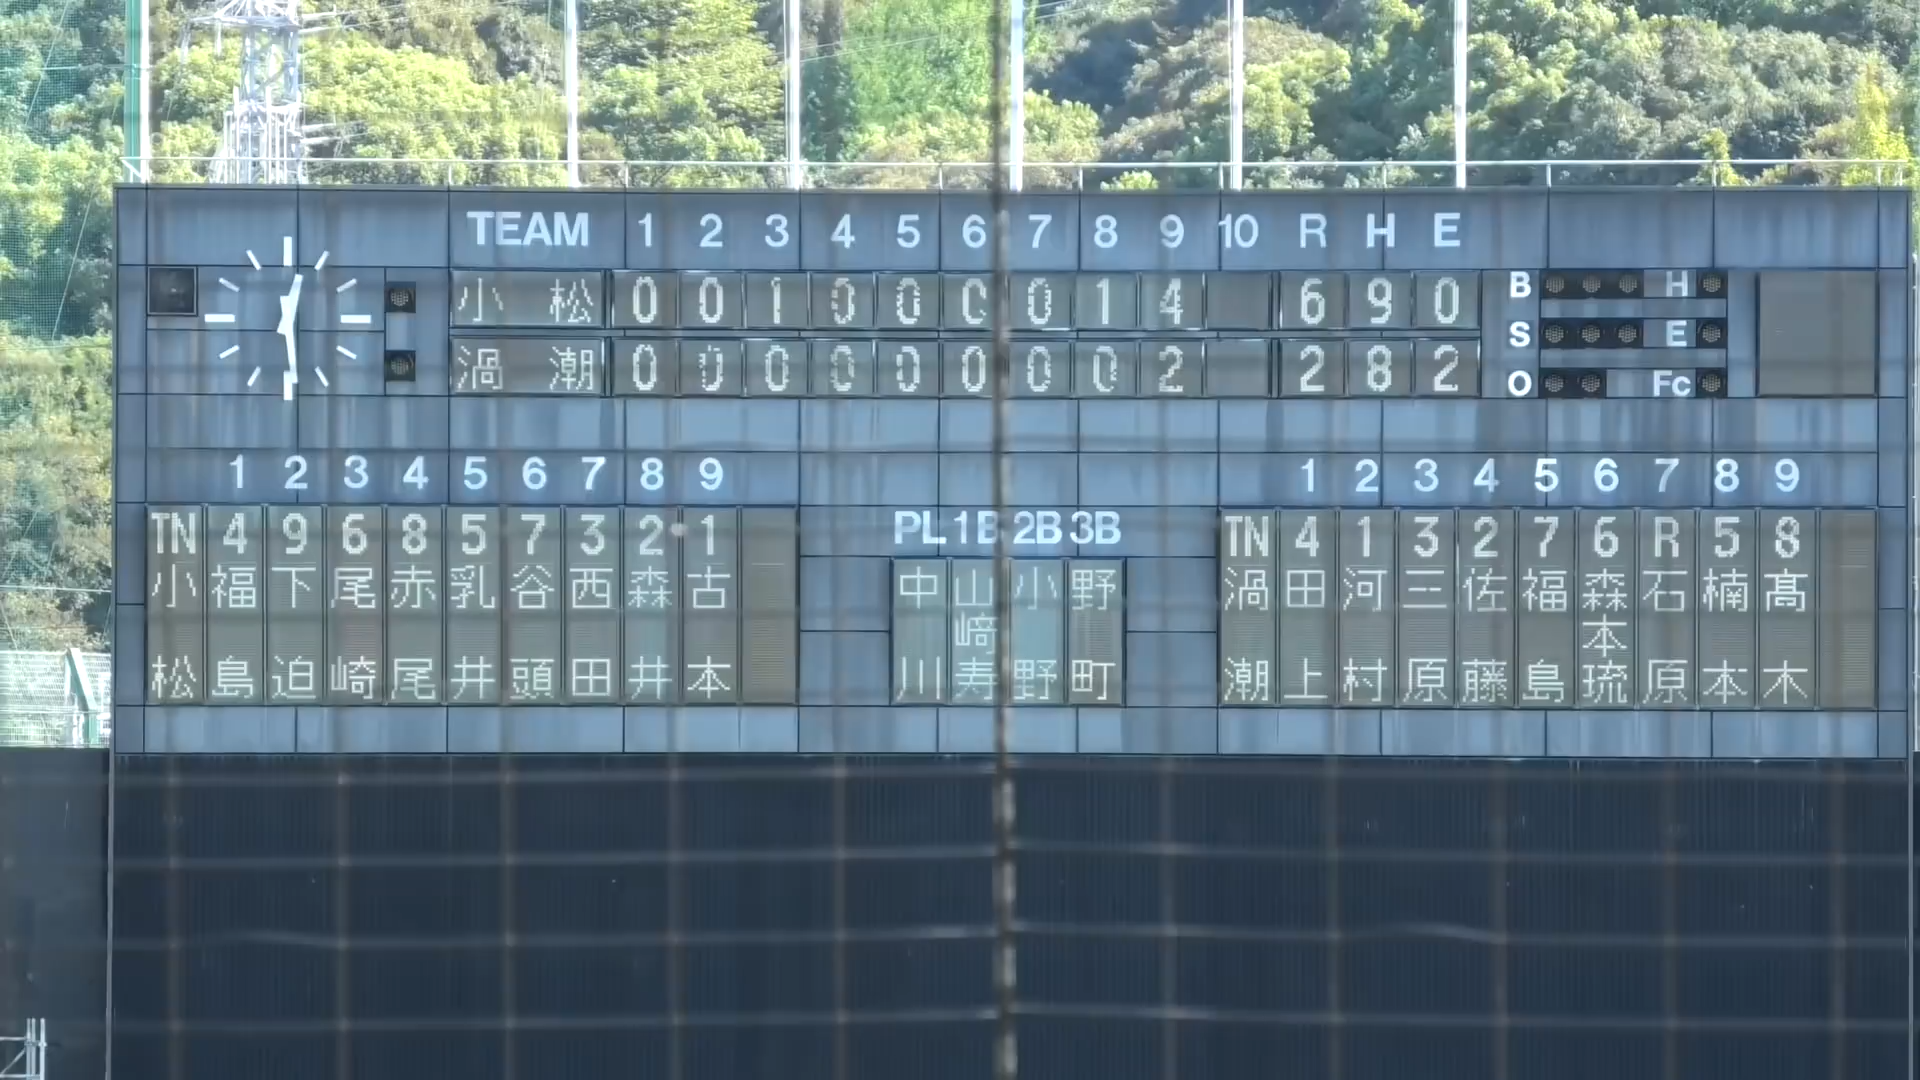 TEAM 1 2 3 4 5 6 7 8 9 10 R H E
小松 0 0 1 0 0 0 0 1 4 6 9 0
渦潮 0 0 0 0 0 0 0 0 2 2 8 2
B H
S E
O Fc
1 2 3 4 5 6 7 8 9
TN 4 9 6 8 5 7 3 2 1
小松 福島 下迫 尾崎 赤尾 乳井 谷頭 西田 森井 古本
PL 1B 2B 3B
中川 山﨑寿 小野 野町
1 2 3 4 5 6 7 8 9
TN 4 1 3 2 7 6 R 5 8
渦潮 田上 河村 三原 佐藤 福島 森本琉 石原 楠本 髙木